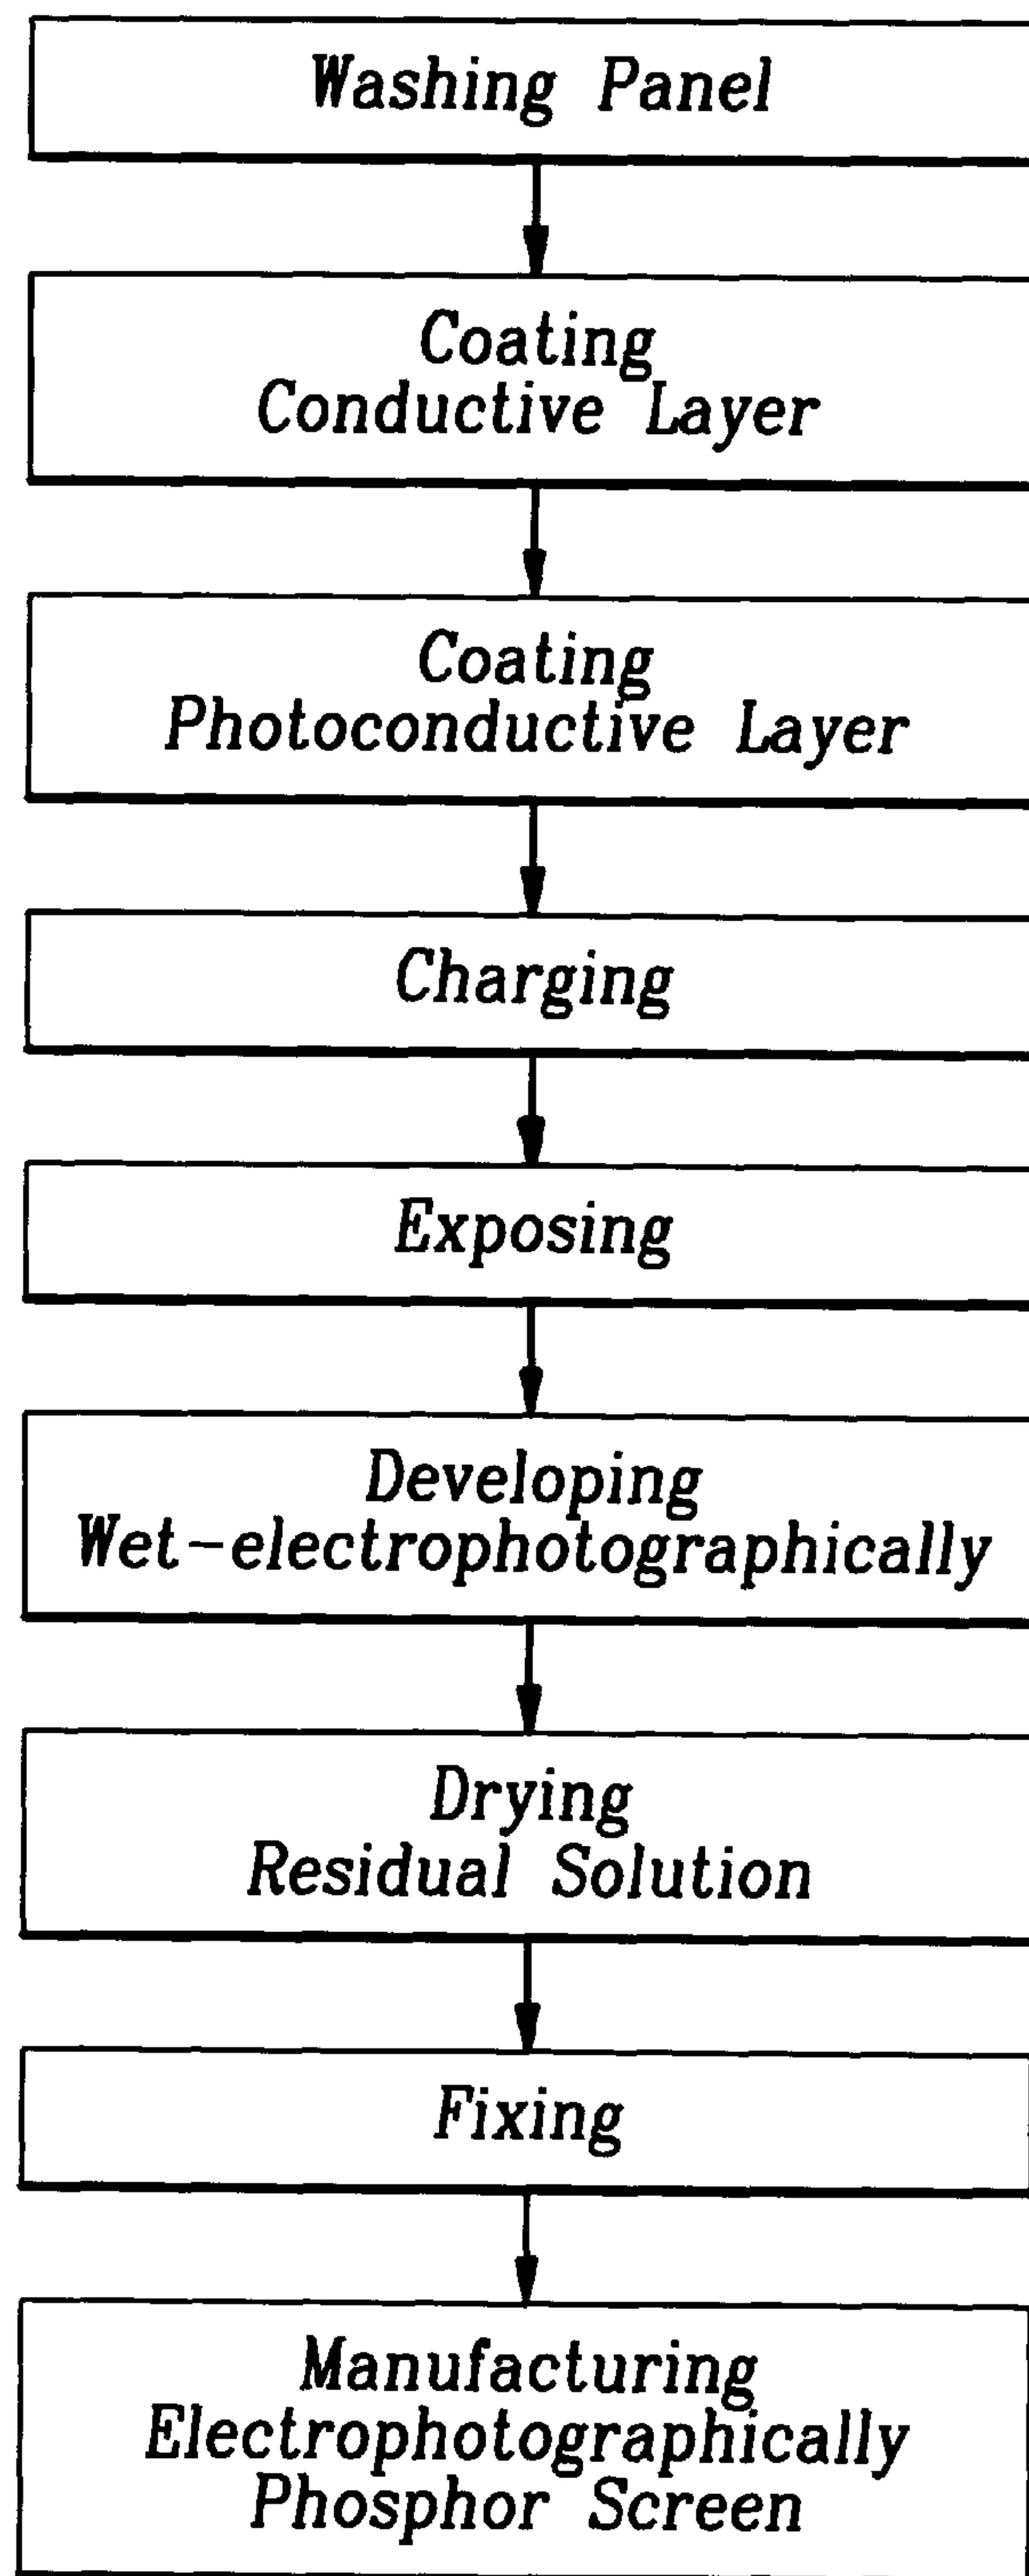 Washing Panel
Coating
Conductive Layer
Coating
Photoconductive Layer
Charging
Exposing
Developing
Wet-electrophotographically
Drying
Residual Solution
Fixing
Manufacturing
Electrophotographically
Phosphor Screen